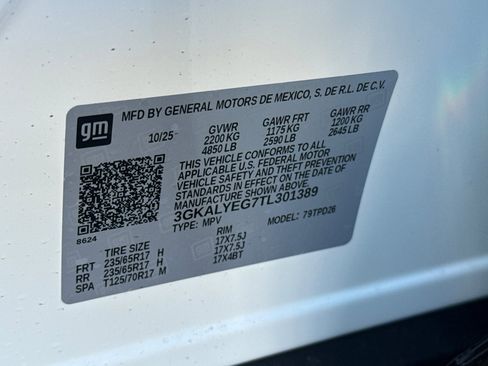 gm
MFD BY GENERAL MOTORS DE MEXICO, S. DE R.L. DE C.V.
10/25 GVWR GAWR FRT GAWR RR
2200 KG 1175 KG 1200 KG
4850 LB 2590 LB 2645 LB
THIS VEHICLE CONFORMS TO ALL
APPLICABLE U.S. FEDERAL MOTOR
VEHICLE SAFETY AND THEFT PREVENTION
STANDARDS IN EFFECT ON THE DATE OF
MANUFACTURE SHOWN ABOVE.
3GKALYEG7TL301389
TYPE: MPV MODEL: 79TPD26
8624
TIRE SIZE RIM
FRT 235/65R17 H 17X7.5J
RR 235/65R17 H 17X7.5J
SPA T125/70R17 M 17X4BT